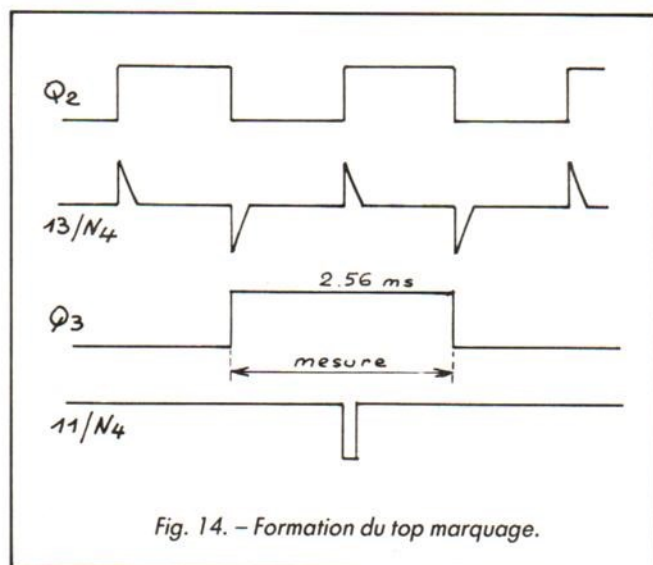 Q2
13/N4
2.56 ms
Q3
mesure
11/N4
Fig. 14. – Formation du top marquage.